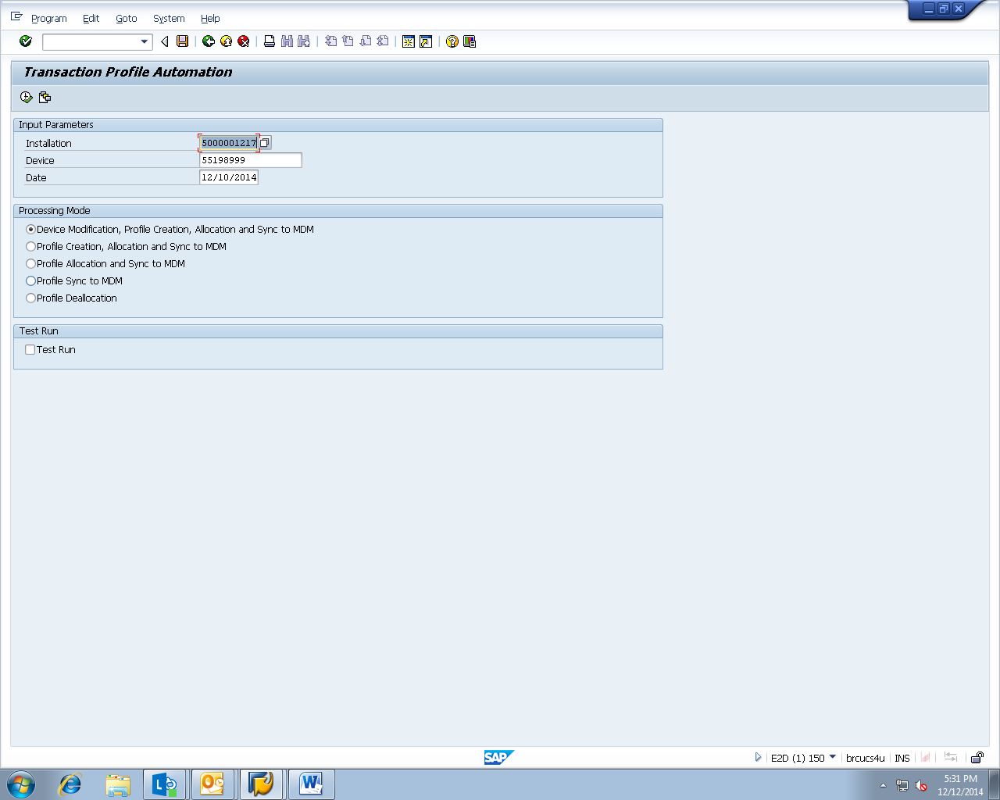 Program Edit Goto System Help
Transaction Profile Automation
Input Parameters
Installation 5000001217
Device 55198999
Date 12/10/2014
Processing Mode
Device Modification, Profile Creation, Allocation and Sync to MDM
Profile Creation, Allocation and Sync to MDM
Profile Allocation and Sync to MDM
Profile Sync to MDM
Profile Deallocation
Test Run
Test Run
SAP E2D (1) 150 brcucs4u INS
5:31 PM
12/12/2014